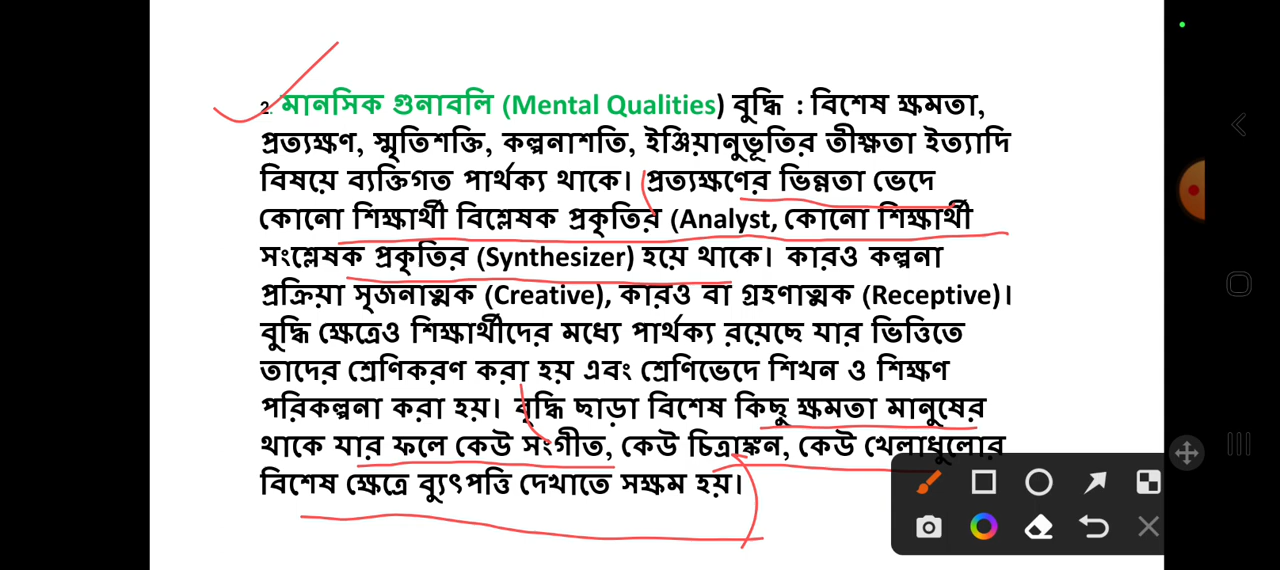 2. মানসিক গুনাবলি (Mental Qualities) বুদ্ধি : বিশেষ ক্ষমতা,
প্রত্যক্ষণ, স্মৃতিশক্তি, কল্পনাশতি, ইঞ্জিয়ানুভূতির তীক্ষ্ণতা ইত্যাদি
বিষয়ে ব্যক্তিগত পার্থক্য থাকে। প্রত্যক্ষণের ভিন্নতা ভেদে
কোনো শিক্ষার্থী বিশ্লেষক প্রকৃতির (Analyst, কোনো শিক্ষার্থী
সংশ্লেষক প্রকৃতির (Synthesizer) হয়ে থাকে। কারও কল্পনা
প্রক্রিয়া সৃজনাত্মক (Creative), কারও বা গ্রহণাত্মক (Receptive)।
বুদ্ধি ক্ষেত্রেও শিক্ষার্থীদের মধ্যে পার্থক্য রয়েছে যার ভিত্তিতে
তাদের শ্রেণিকরণ করা হয় এবং শ্রেণিভেদে শিখন ও শিক্ষণ
পরিকল্পনা করা হয়। বৃদ্ধি ছাড়া বিশেষ কিছু ক্ষমতা মানুষের
থাকে যার ফলে কেউ সংগীত, কেউ চিত্রাঙ্কন, কেউ খেলাধুলোর
বিশেষ ক্ষেত্রে ব্যুৎপত্তি দেখাতে সক্ষম হয়।